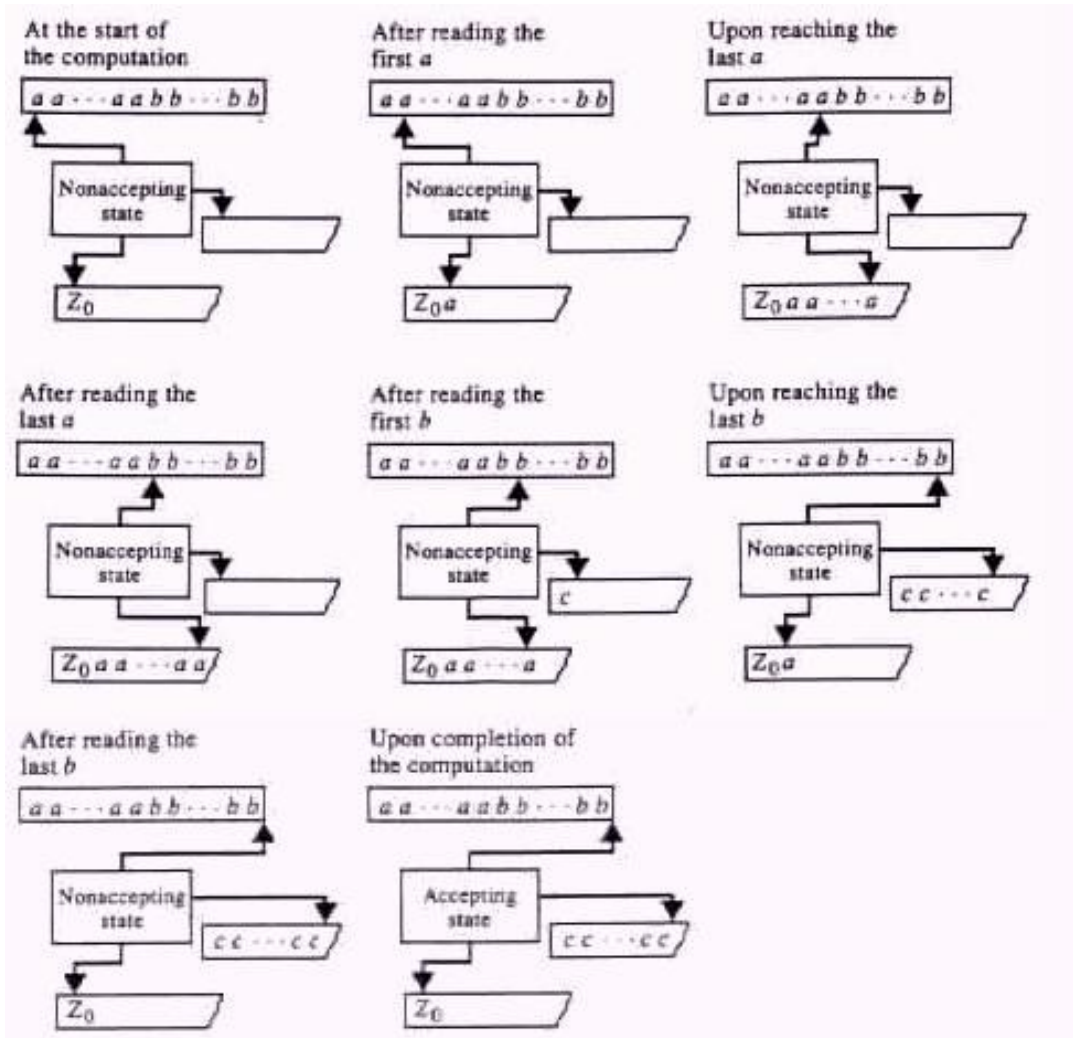 At the start of
the computation
a a ··· a a b b ··· b b
Nonaccepting
state
Z0
After reading the
first a
a a ··· a a b b ··· b b
Nonaccepting
state
Z0 a
Upon reaching the
last a
a a ··· a a b b ··· b b
Nonaccepting
state
Z0 a a ··· a
After reading the
last a
a a ··· a a b b ··· b b
Nonaccepting
state
Z0 a a ··· a a
After reading the
first b
a a ··· a a b b ··· b b
Nonaccepting
state
c
Z0 a a ··· a
Upon reaching the
last b
a a ··· a a b b ··· b b
Nonaccepting
state
c c ··· c
Z0 a
After reading the
last b
a a ··· a a b b ··· b b
Nonaccepting
state
c c ··· c c
Z0
Upon completion of
the computation
a a ··· a a b b ··· b b
Accepting
state
c c ··· c c
Z0